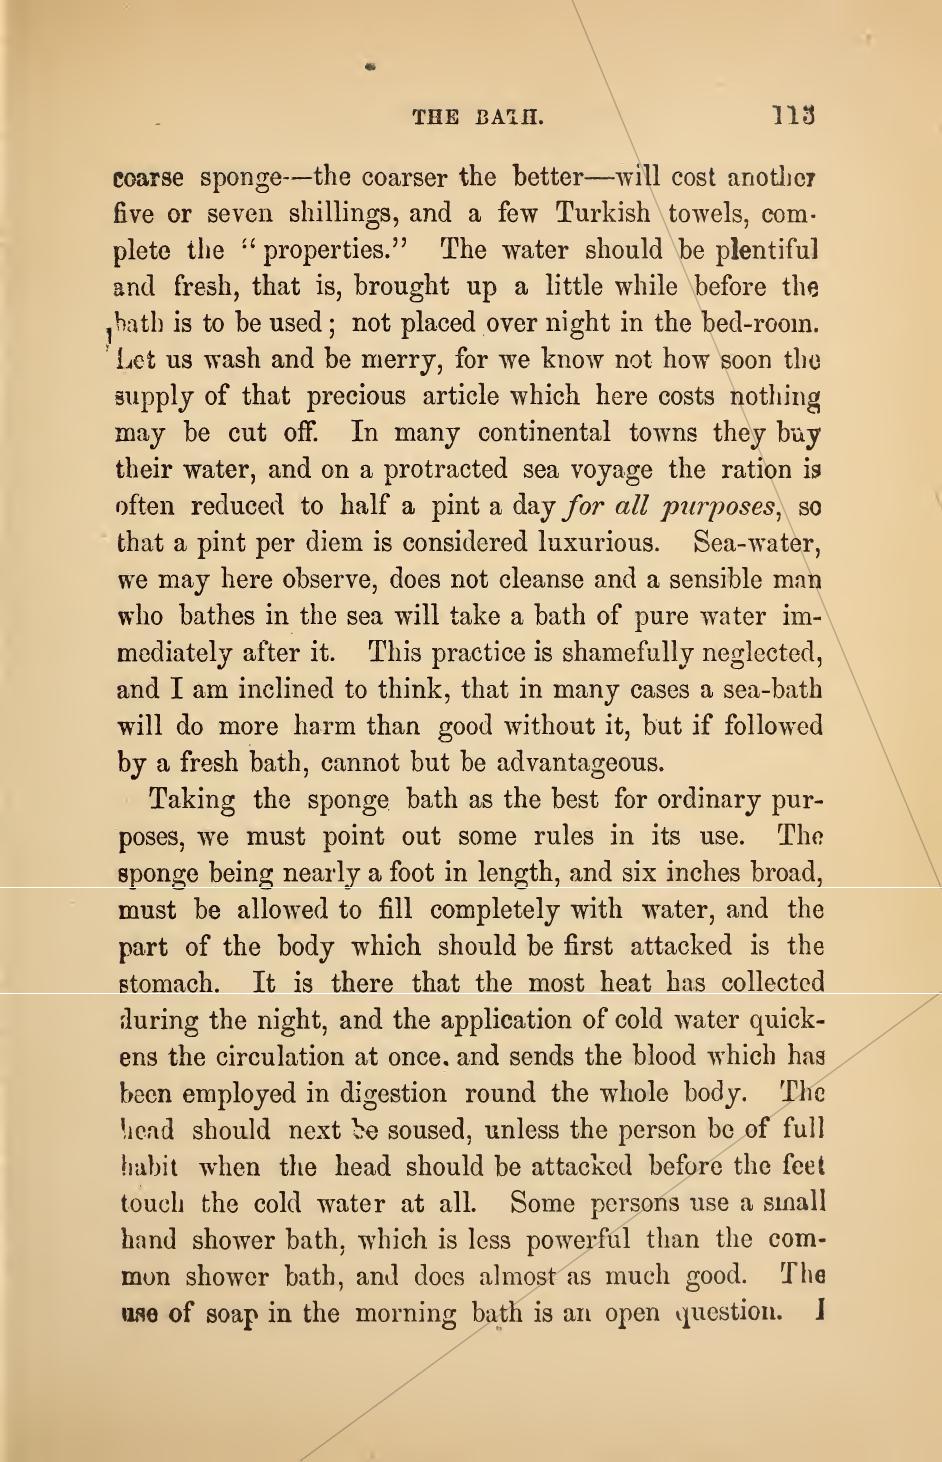 THE BATH. 113
coarse sponge—the coarser the better—will cost another
five or seven shillings, and a few Turkish towels, com-
plete the “properties.” The water should be plentiful
and fresh, that is, brought up a little while before the
bath is to be used; not placed over night in the bed-room.
Let us wash and be merry, for we know not how soon the
supply of that precious article which here costs nothing
may be cut off. In many continental towns they buy
their water, and on a protracted sea voyage the ration is
often reduced to half a pint a day for all purposes, so
that a pint per diem is considered luxurious. Sea-water,
we may here observe, does not cleanse and a sensible man
who bathes in the sea will take a bath of pure water im-
mediately after it. This practice is shamefully neglected,
and I am inclined to think, that in many cases a sea-bath
will do more harm than good without it, but if followed
by a fresh bath, cannot but be advantageous.
Taking the sponge bath as the best for ordinary pur-
poses, we must point out some rules in its use. The
sponge being nearly a foot in length, and six inches broad,
must be allowed to fill completely with water, and the
part of the body which should be first attacked is the
stomach. It is there that the most heat has collected
during the night, and the application of cold water quick-
ens the circulation at once. and sends the blood which has
been employed in digestion round the whole body. The
head should next be soused, unless the person be of full
habit when the head should be attacked before the feet
touch the cold water at all. Some persons use a small
hand shower bath, which is less powerful than the com-
mon shower bath, and does almost as much good. The
use of soap in the morning bath is an open question. I